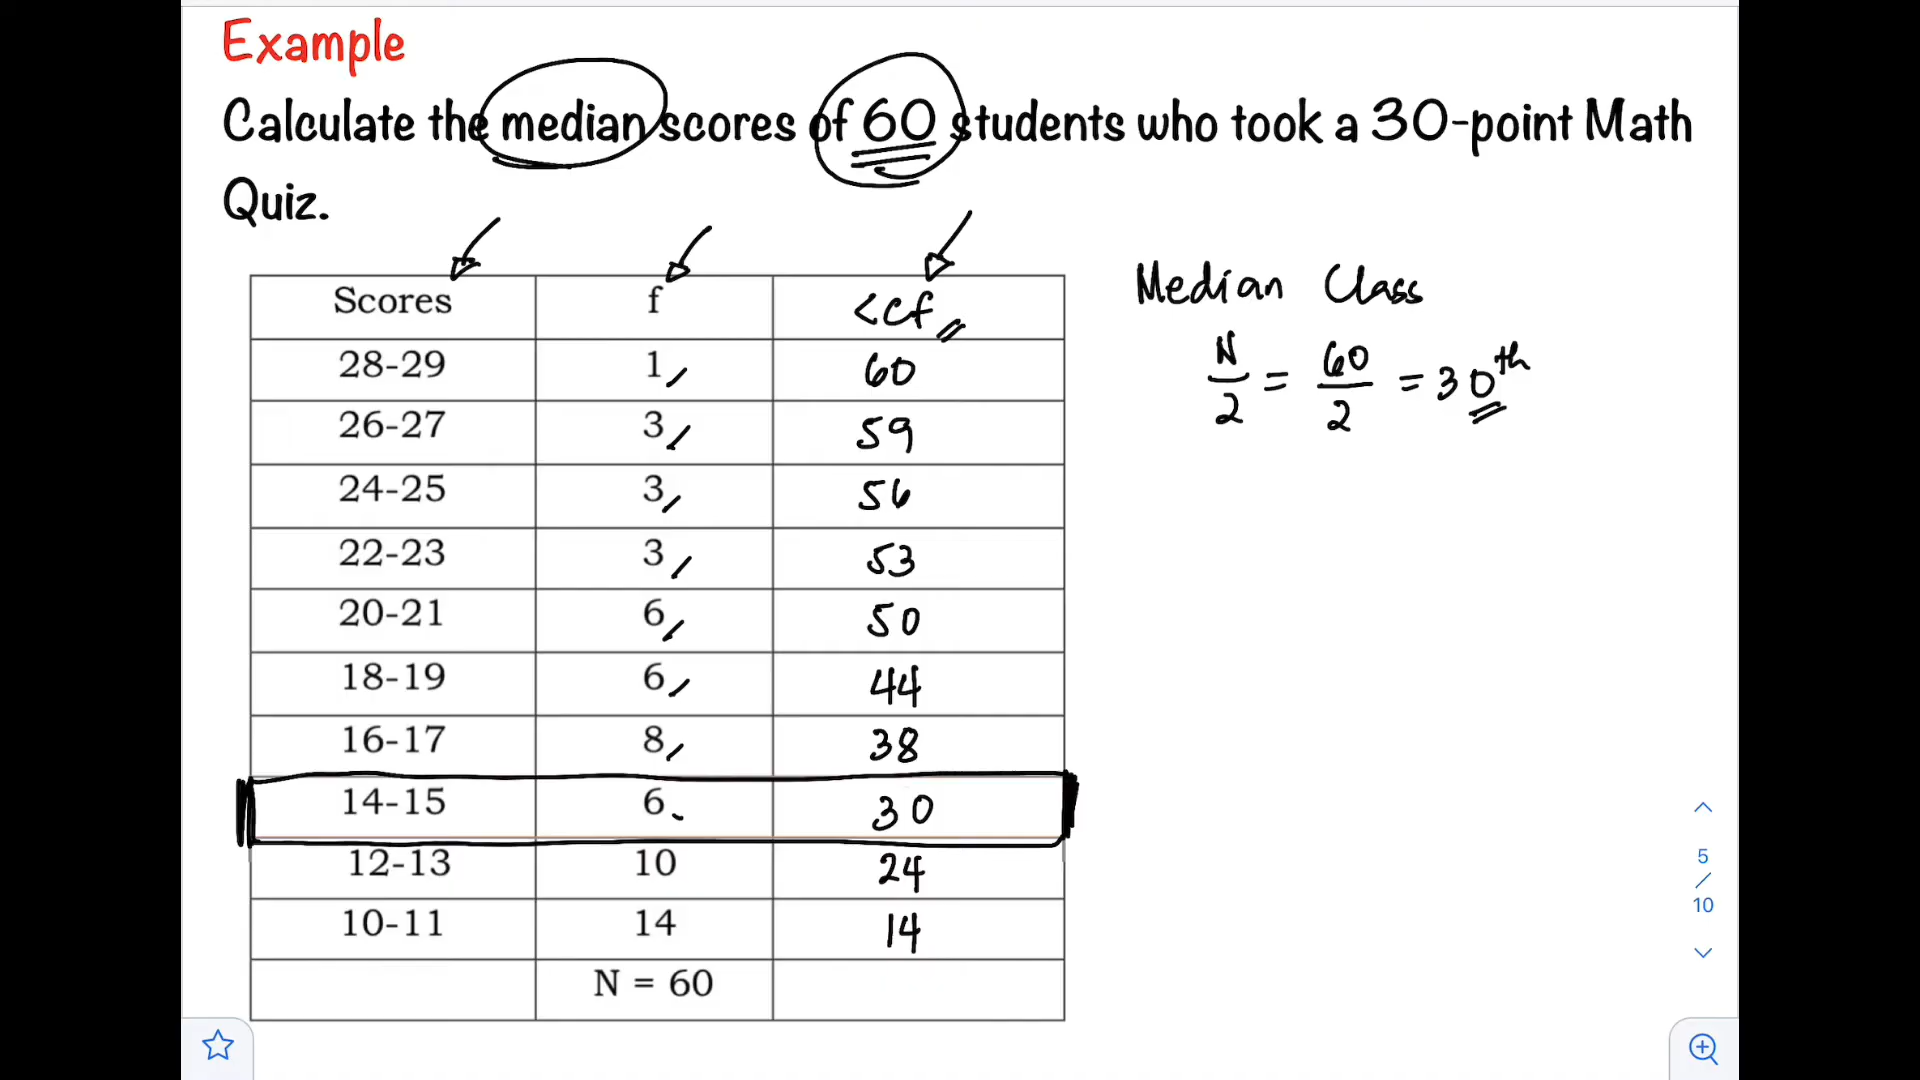 Example
Calculate the median scores of 60 students who took a 30-point Math
Quiz.
Scores f <cf
28-29 1 60
26-27 3 59
24-25 3 56
22-23 3 53
20-21 6 50
18-19 6 44
16-17 8 38
14-15 6 30
12-13 10 24
10-11 14 14
N = 60
Median Class
N/2 = 60/2 = 30th
5
/
10